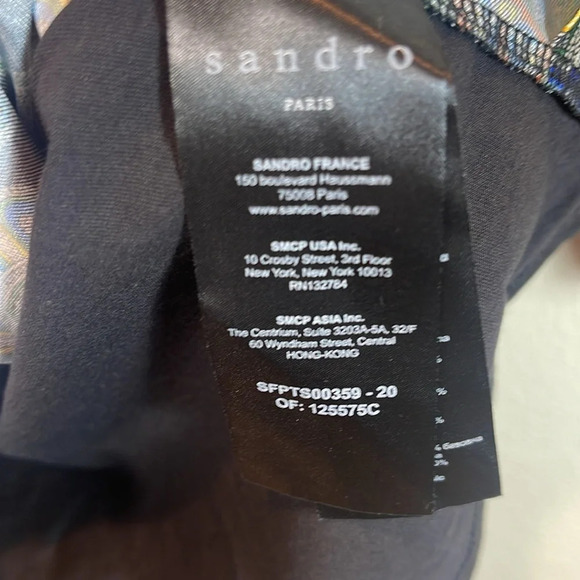 sandro
PARIS
SANDRO FRANCE
150 boulevard Haussmann
75008 Paris
www.sandro-paris.com
SMCP USA Inc.
10 Crosby Street, 3rd Floor
New York, New York 10013
RN132784
SMCP ASIA Inc.
The Centrium, Suite 3203A-5A, 32/F
60 Wyndham Street, Central
HONG-KONG
SFPTS00359 - 20
OF: 125575C
%
%